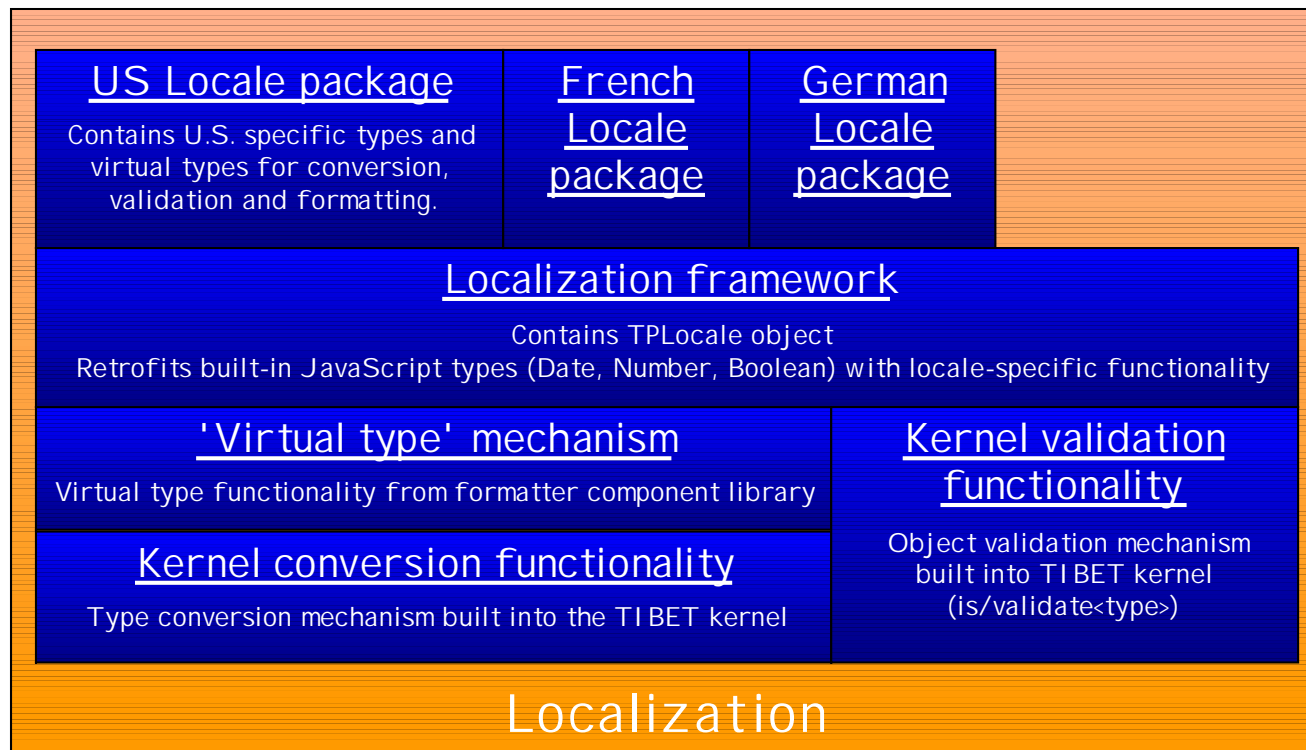 US Locale package
Contains U.S. specific types and
virtual types for conversion,
validation and formatting.
French
Locale
package
German
Locale
package
Localization framework
Contains TPLocale object
Retrofits built-in JavaScript types (Date, Number, Boolean) with locale-specific functionality
'Virtual type' mechanism
Virtual type functionality from formatter component library
Kernel conversion functionality
Type conversion mechanism built into the TIBET kernel
Kernel validation
functionality
Object validation mechanism
built into TIBET kernel
(is/validate<type>)
Localization